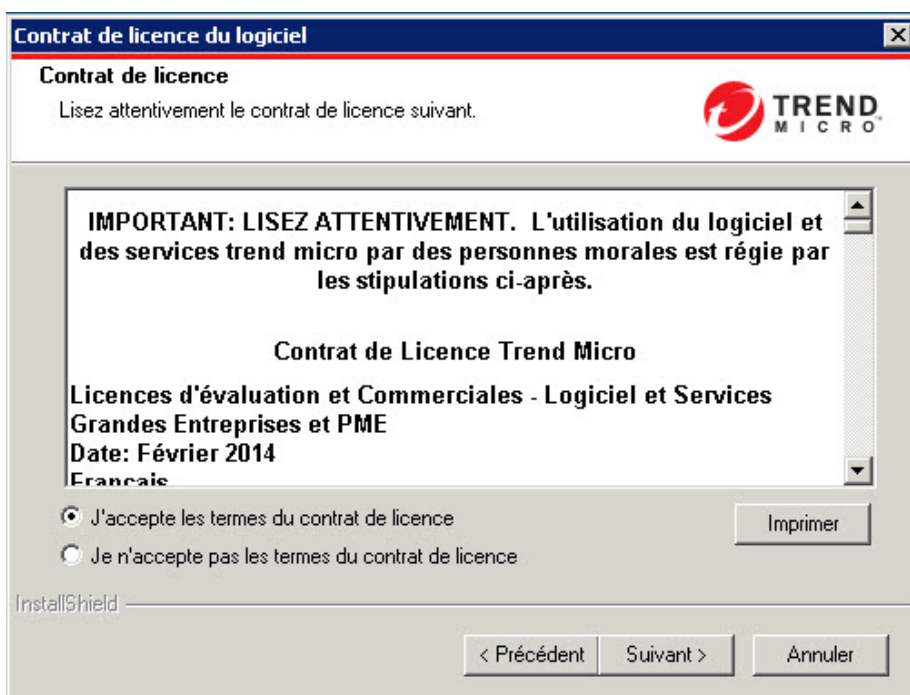 Contrat de licence du logiciel
Contrat de licence
Lisez attentivement le contrat de licence suivant.
TREND
MICRO
IMPORTANT: LISEZ ATTENTIVEMENT. L'utilisation du logiciel et
des services trend micro par des personnes morales est régie par
les stipulations ci-après.
Contrat de Licence Trend Micro
Licences d'évaluation et Commerciales - Logiciel et Services
Grandes Entreprises et PME
Date: Février 2014
Français
J'accepte les termes du contrat de licence
Imprimer
Je n'accepte pas les termes du contrat de licence
InstallShield
< Précédent
Suivant >
Annuler